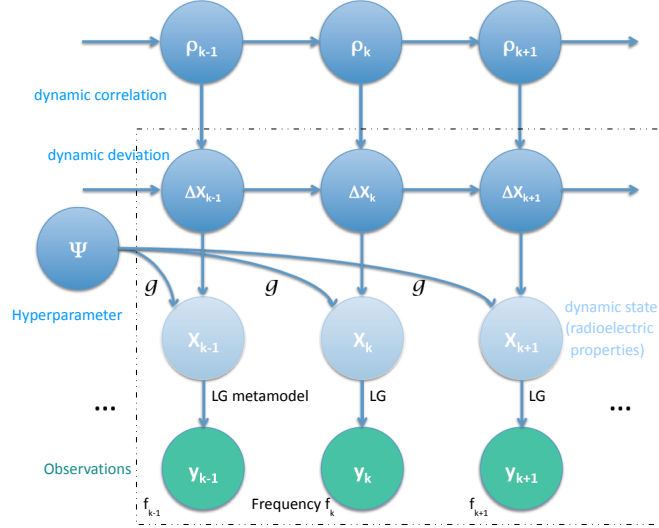 ρk-1 ρk ρk+1
dynamic correlation
dynamic deviation
ΔXk-1 ΔXk ΔXk+1
Ψ
g g g
Hyperparameter
Xk-1 Xk Xk+1
dynamic state
(radioelectric
properties)
LG metamodel LG LG
... ...
Observations
yk-1 yk yk+1
fk-1 Frequency fk fk+1